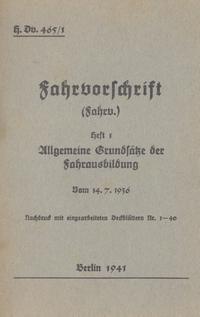 H. Dv. 465/1
Fahrvorschrift
(Fahrv.)
Heft 1
Allgemeine Grundsätze der
Fahrausbildung
Vom 14. 7. 1936
Nachdruck mit eingearbeiteten Deckblättern Nr. 1—40
Berlin 1941